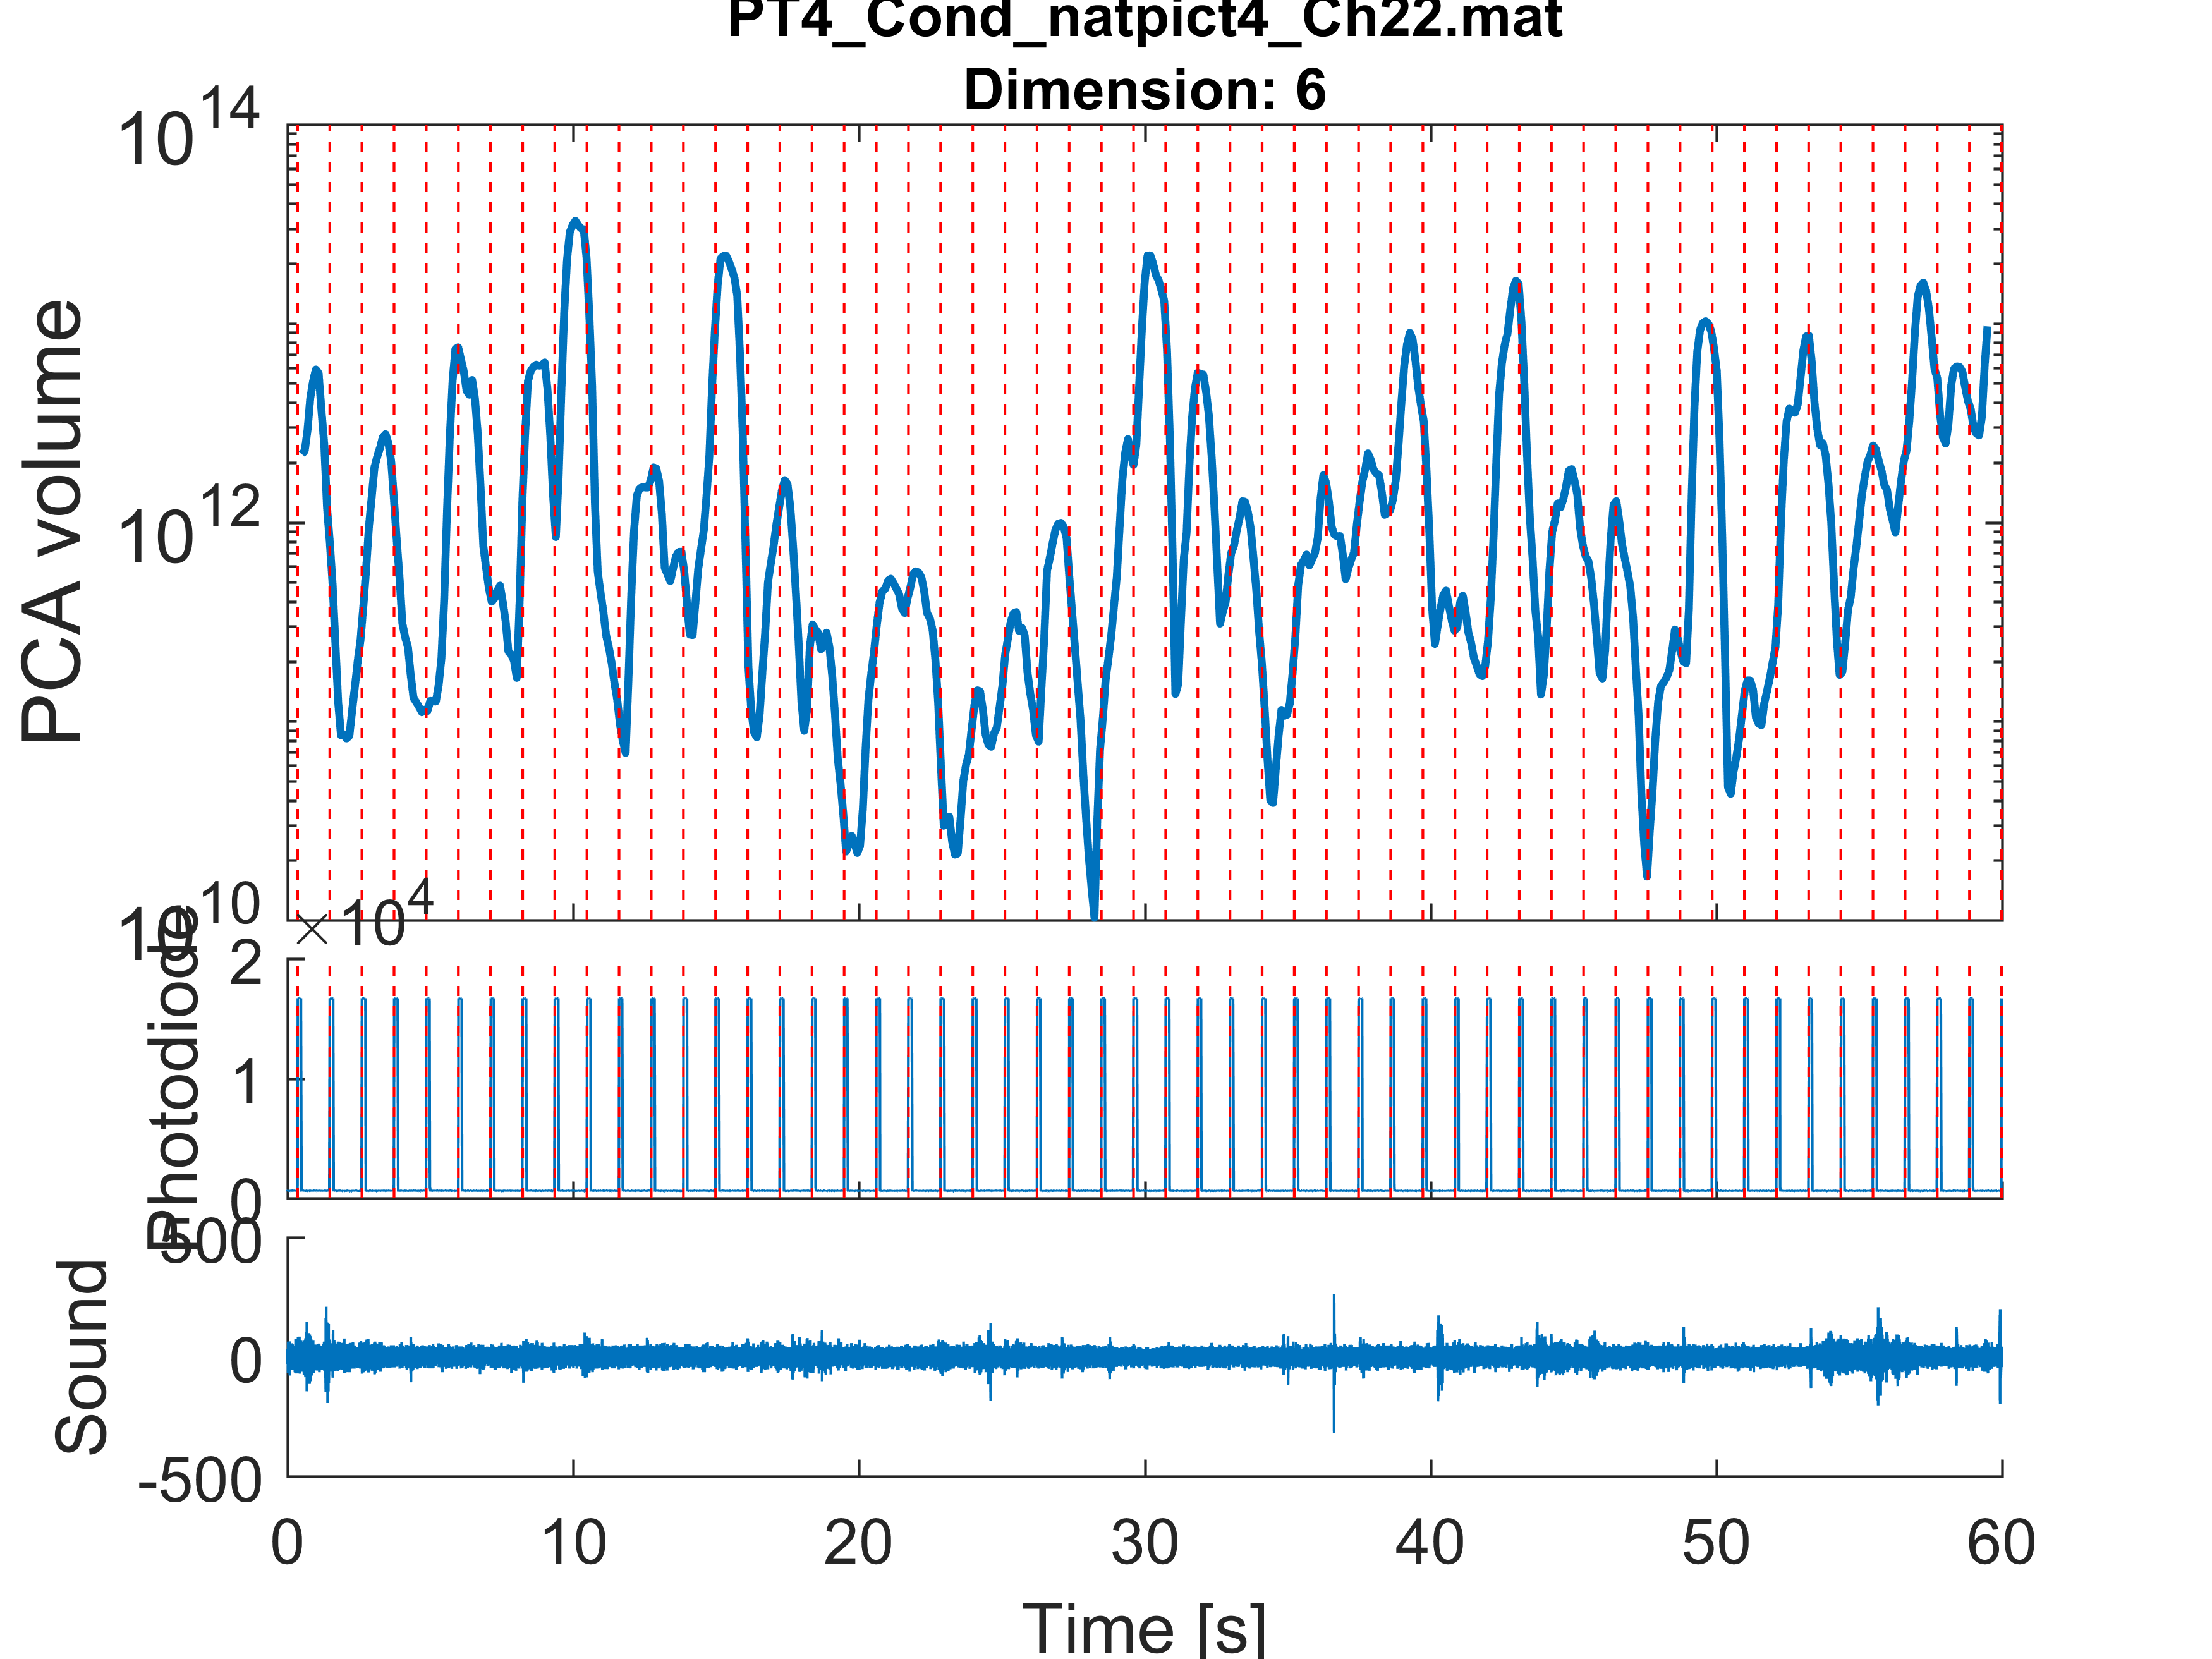 PT4_Cond_natpict4_Ch22.mat
Dimension: 6
PCA volume
10^14
10^12
10^10
×10^4
Photodiode
2
1
0
Sound
500
0
-500
0 10 20 30 40 50 60
Time [s]